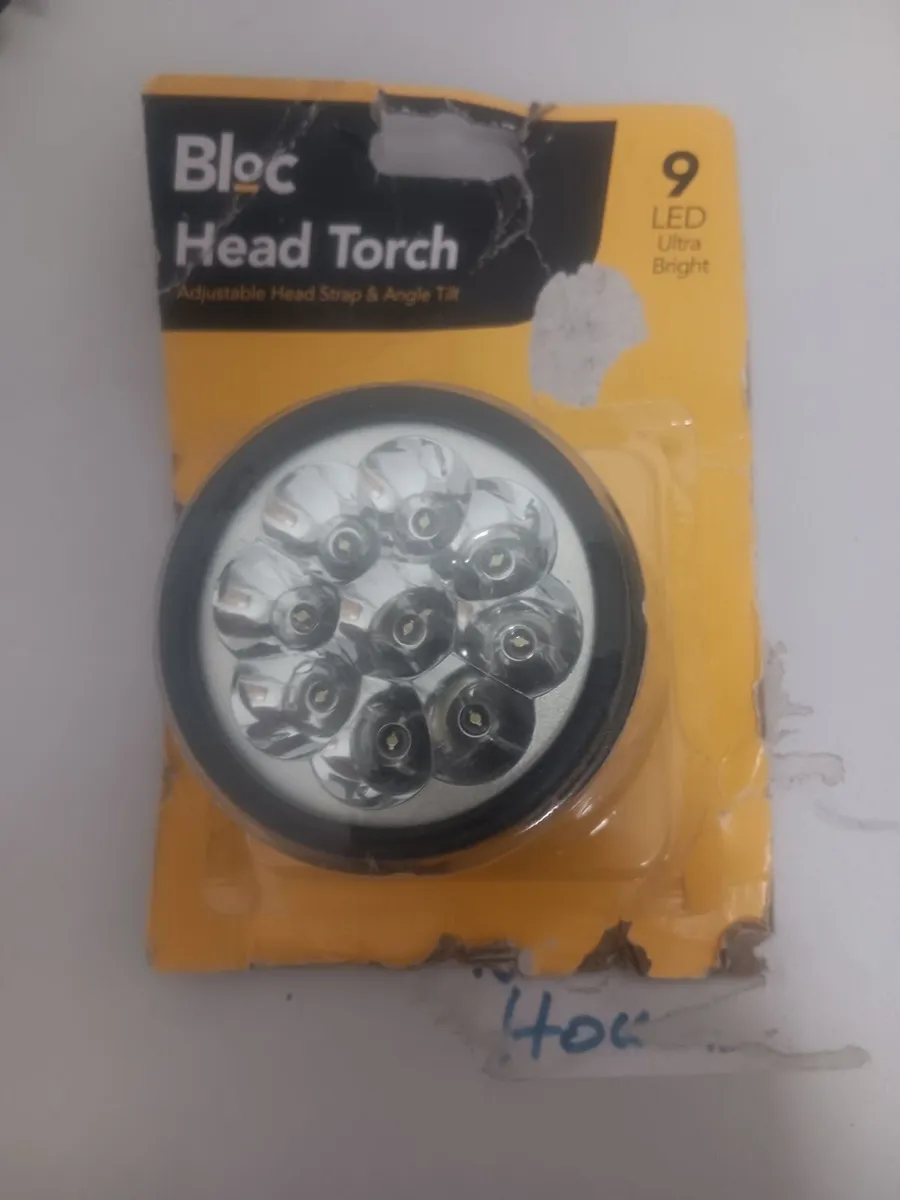 Bloc
Head Torch
Adjustable Head Strap & Angle Tilt
9
LED
Ultra
Bright